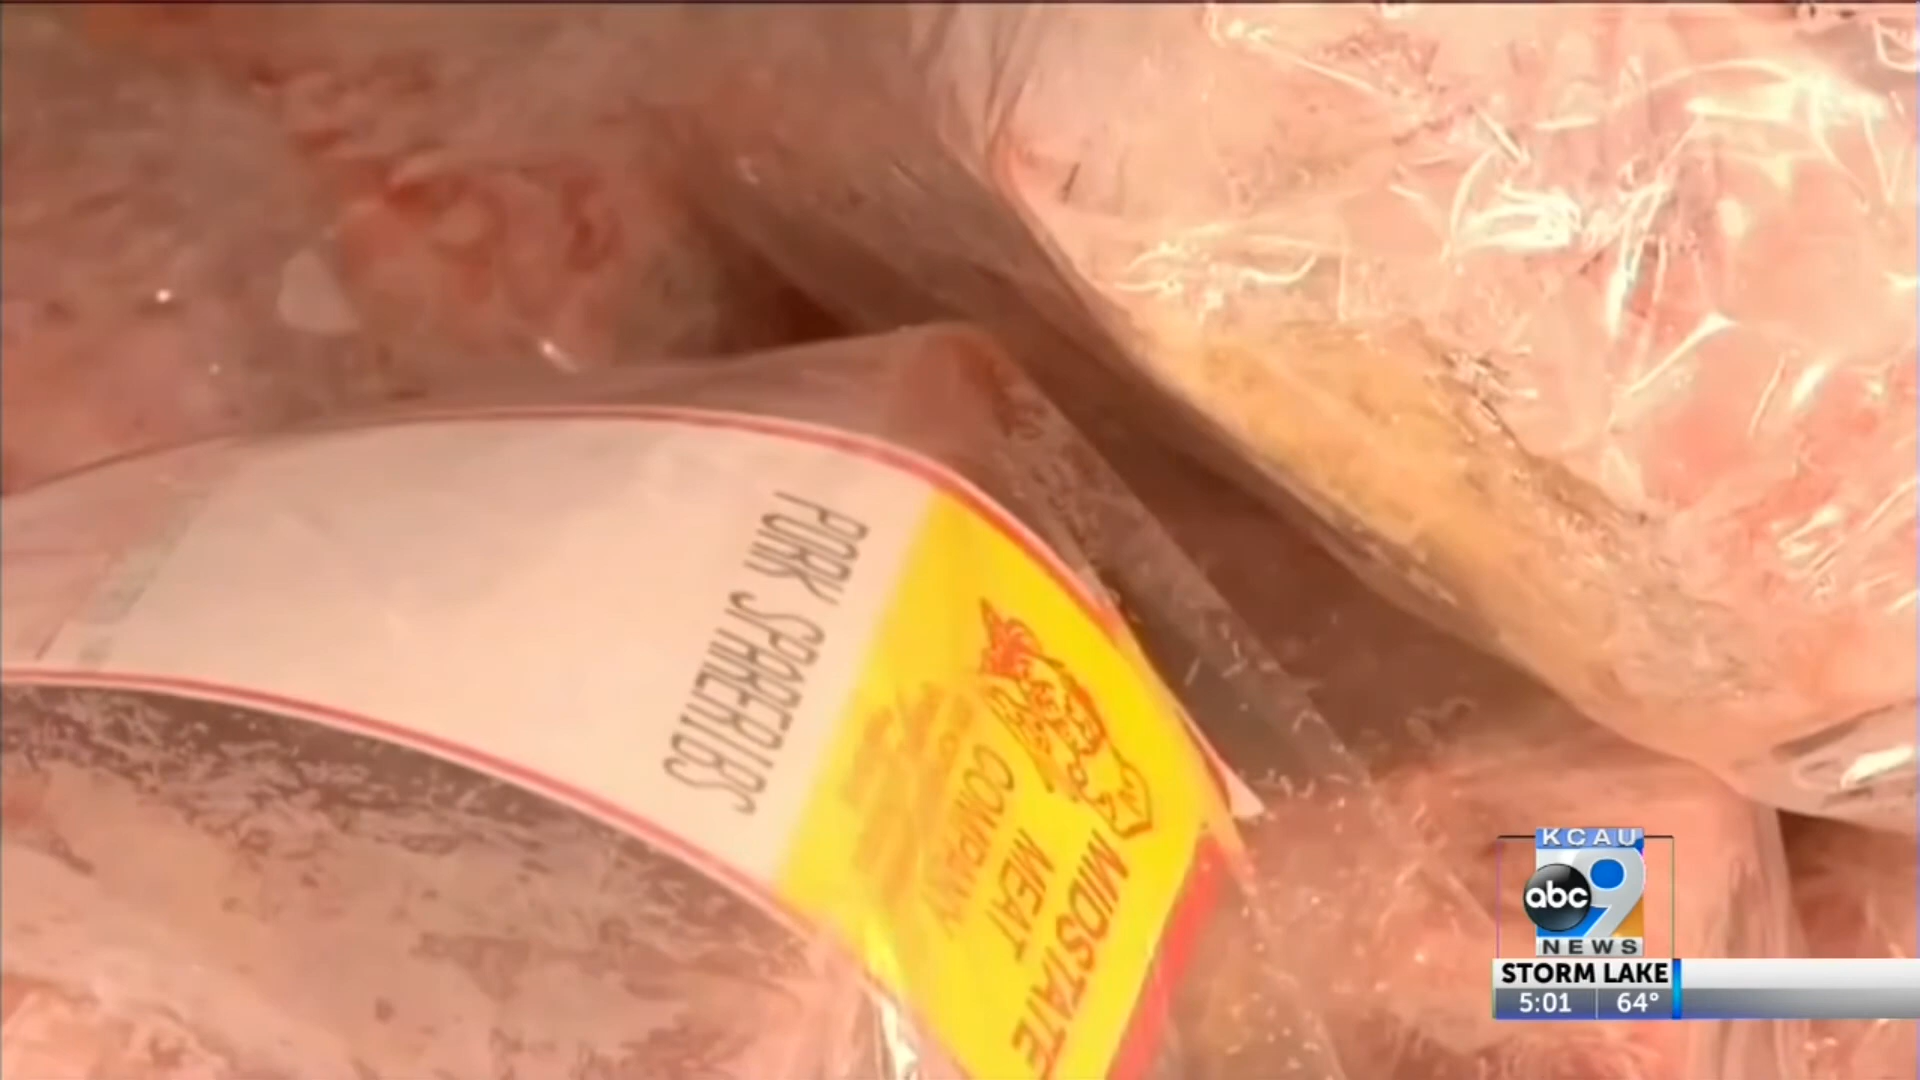 PORK SPARERIBS
MIDSTATE
MEAT
COMPANY
KCAU
abc 9
NEWS
STORM LAKE
5:01 64°